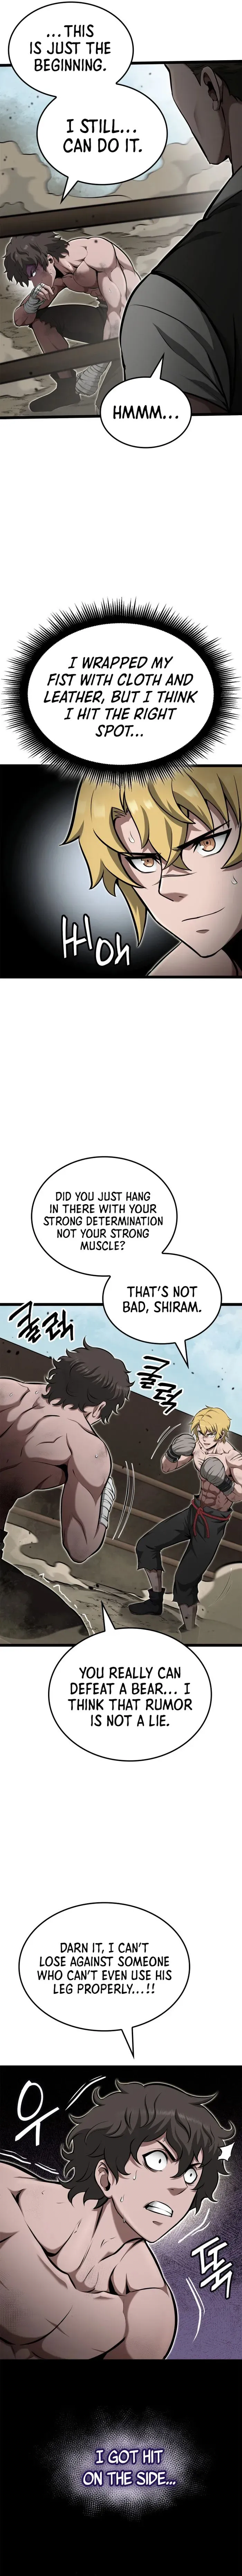 ...THIS
IS JUST THE
BEGINNING.
I STILL...
CAN DO IT.
HMMM...
I WRAPPED MY
FIST WITH CLOTH AND
LEATHER, BUT I THINK
I HIT THE RIGHT
SPOT...
DID YOU JUST HANG
IN THERE WITH YOUR
STRONG DETERMINATION
NOT YOUR STRONG
MUSCLE?
THAT'S NOT
BAD, SHIRAM.
YOU REALLY CAN
DEFEAT A BEAR... I
THINK THAT RUMOR
IS NOT A LIE.
DARN IT, I CAN'T
LOSE AGAINST SOMEONE
WHO CAN'T EVEN USE HIS
LEG PROPERLY...!!
우
뚝
I GOT HIT
ON THE SIDE...